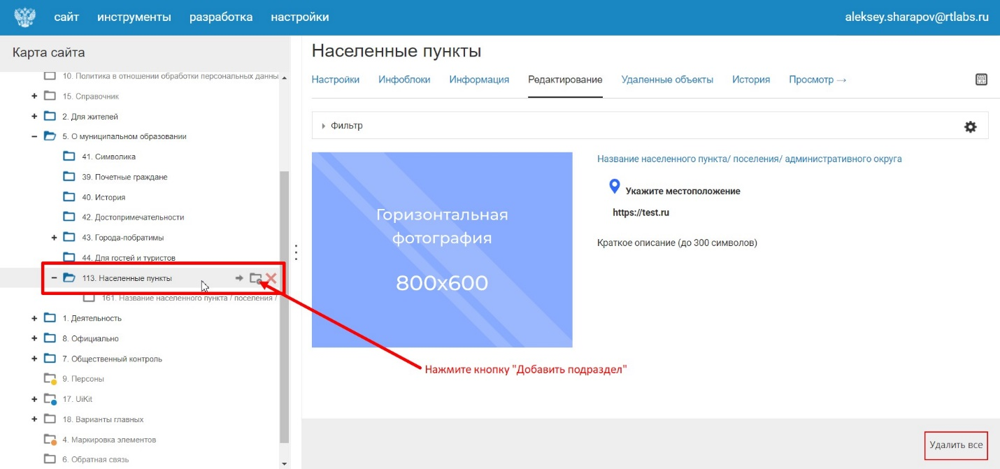 сайт инструменты разработка настройки aleksey.sharapov@rtlabs.ru
Карта сайта
10. Политика в отношении обработки персональных данны
15. Справочник
2. Для жителей
5. О муниципальном образовании
41. Символика
39. Почетные граждане
40. История
42. Достопримечательности
43. Города-побратимы
44. Для гостей и туристов
113. Населенные пункты
161. Название населенного пункта / поселения /
1. Деятельность
8. Официально
7. Общественный контроль
9. Персоны
17. UiKit
18. Варианты главных
4. Маркировка элементов
6. Обратная связь
Населенные пункты
Настройки Инфоблоки Информация Редактирование Удаленные объекты История Просмотр →
Фильтр
Горизонтальная
фотография
800x600
Название населенного пункта/ поселения/ административного округа
Укажите местоположение
https://test.ru
Краткое описание (до 300 символов)
Нажмите кнопку "Добавить подраздел"
Удалить все